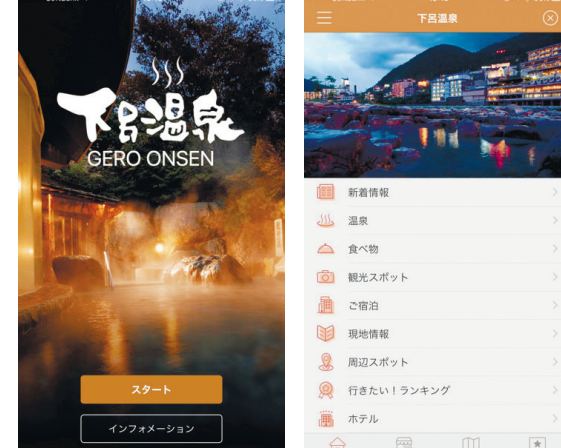 下呂温泉
GERO ONSEN
スタート
インフォメーション
下呂温泉
新着情報
温泉
食べ物
観光スポット
ご宿泊
現地情報
周辺スポット
行きたい！ランキング
ホテル